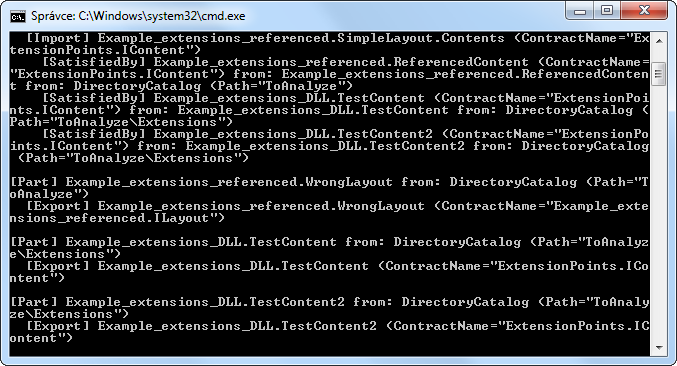 Správce: C:\Windows\system32\cmd.exe
[Import] Example_extensions_referenced.SimpleLayout.Contents (ContractName="Ex
tensionPoints.IContent")
[SatisfiedBy] Example_extensions_referenced.ReferencedContent (ContractName=
"ExtensionPoints.IContent") from: Example_extensions_referenced.ReferencedConten
t from: DirectoryCatalog (Path="ToAnalyze")
[SatisfiedBy] Example_extensions_DLL.TestContent (ContractName="ExtensionPoi
nts.IContent") from: Example_extensions_DLL.TestContent from: DirectoryCatalog (
Path="ToAnalyze\Extensions")
[SatisfiedBy] Example_extensions_DLL.TestContent2 (ContractName="ExtensionPo
ints.IContent") from: Example_extensions_DLL.TestContent2 from: DirectoryCatalog
(Path="ToAnalyze\Extensions")
[Part] Example_extensions_referenced.WrongLayout from: DirectoryCatalog (Path="T
oAnalyze")
[Export] Example_extensions_referenced.WrongLayout (ContractName="Example_exte
nsions_referenced.ILayout")
[Part] Example_extensions_DLL.TestContent from: DirectoryCatalog (Path="ToAnalyz
e\Extensions")
[Export] Example_extensions_DLL.TestContent (ContractName="ExtensionPoints.ICo
ntent")
[Part] Example_extensions_DLL.TestContent2 from: DirectoryCatalog (Path="ToAnaly
ze\Extensions")
[Export] Example_extensions_DLL.TestContent2 (ContractName="ExtensionPoints.IC
ontent")